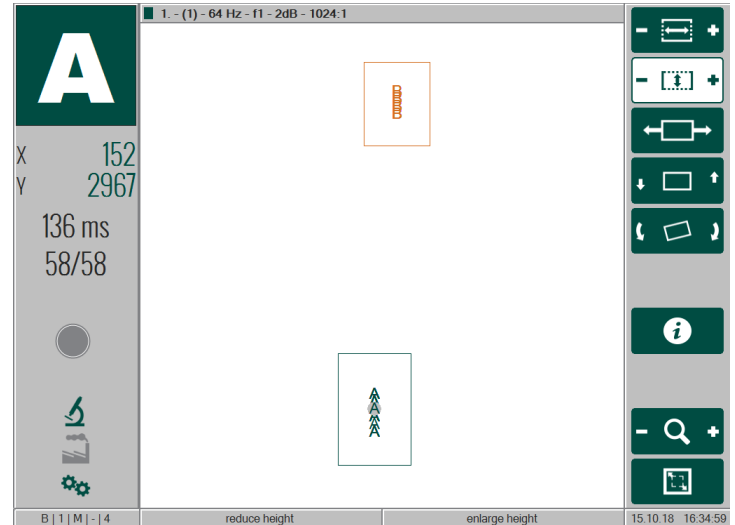 1. - (1) - 64 Hz - f1 - 2dB - 1024:1
A
X 152
Y 2967
136 ms
58/58
B
B
B
B
B
A
A
A
A
A
- +
- +
i
- +
B | 1 | M | - | 4
reduce height
enlarge height
15.10.18 16:34:59